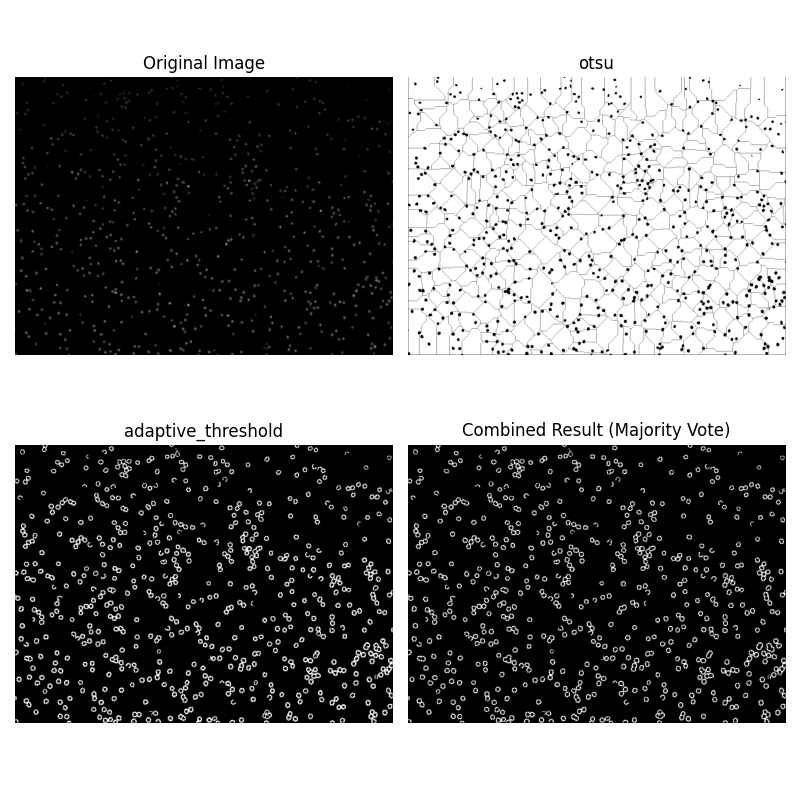 Original Image
otsu
adaptive_threshold
Combined Result (Majority Vote)